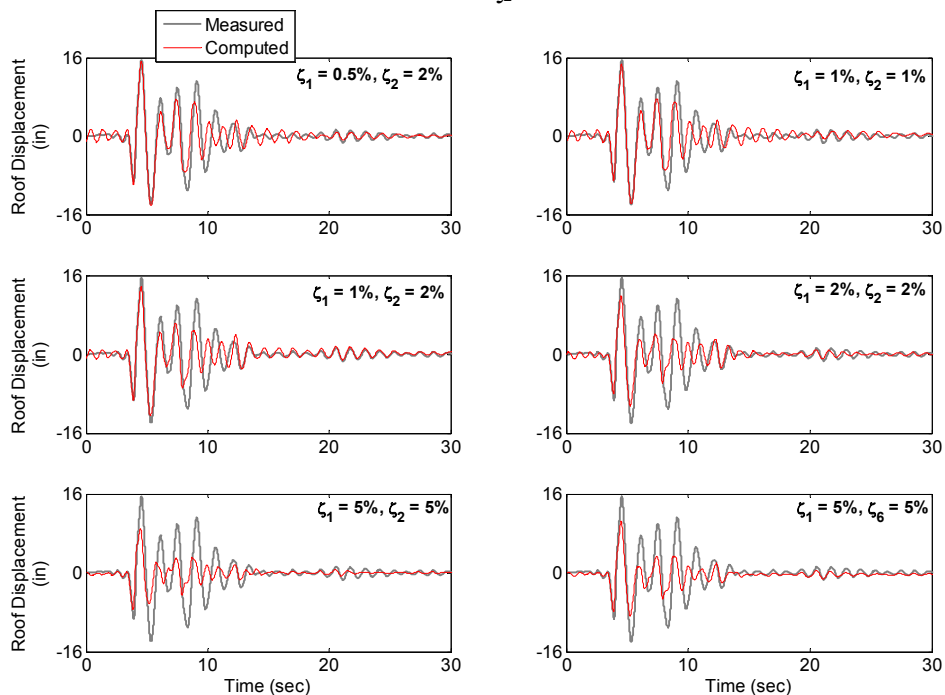 Measured
Computed
Roof Displacement
(in)
16
0
-16
ζ1 = 0.5%, ζ2 = 2%
0
10
20
30
16
0
-16
ζ1 = 1%, ζ2 = 1%
0
10
20
30
Roof Displacement
(in)
16
0
-16
ζ1 = 1%, ζ2 = 2%
0
10
20
30
16
0
-16
ζ1 = 2%, ζ2 = 2%
0
10
20
30
Roof Displacement
(in)
16
0
-16
ζ1 = 5%, ζ2 = 5%
0
10
20
30
Time (sec)
16
0
-16
ζ1 = 5%, ζ6 = 5%
0
10
20
30
Time (sec)